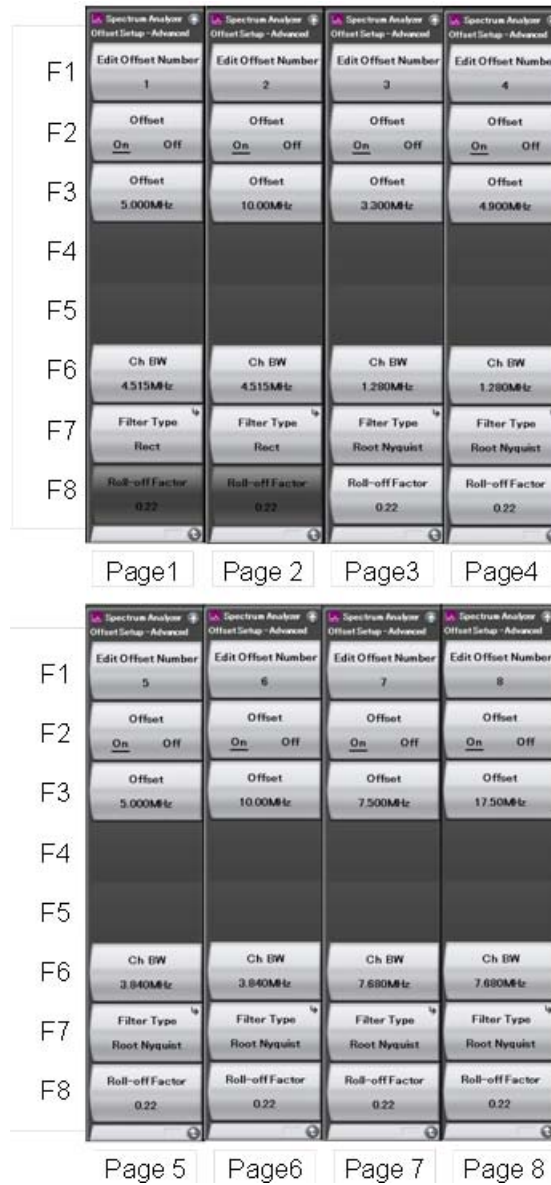 Spectrum Analyzer Spectrum Analyzer Spectrum Analyzer Spectrum Analyzer
Offset Setup - Advanced Offset Setup - Advanced Offset Setup - Advanced Offset Setup - Advanced
F1 Edit Offset Number Edit Offset Number Edit Offset Number Edit Offset Numbe
1 2 3 4
F2 Offset Offset Offset Offset
On Off On Off On Off On Off
F3 Offset Offset Offset Offset
5.000MHz 10.00MHz 3.300MHz 4.900MHz
F4
F5
F6 Ch BW Ch BW Ch BW Ch BW
4.515MHz 4.515MHz 1.280MHz 1.280MHz
F7 Filter Type Filter Type Filter Type Filter Type
Rect Rect Root Nyquist Root Nyquist
F8 Roll-off Factor Roll-off Factor Roll-off Factor Roll-off Factor
0.22 0.22 0.22 0.22
Page1 Page 2 Page3 Page4
Spectrum Analyzer Spectrum Analyzer Spectrum Analyzer Spectrum Analyzer
Offset Setup - Advanced Offset Setup - Advanced Offset Setup - Advanced Offset Setup - Advanced
F1 Edit Offset Number Edit Offset Number Edit Offset Number Edit Offset Number
5 6 7 8
F2 Offset Offset Offset Offset
On Off On Off On Off On Off
F3 Offset Offset Offset Offset
5.000MHz 10.00MHz 7.500MHz 17.50MHz
F4
F5
F6 Ch BW Ch BW Ch BW Ch BW
3.840MHz 3.840MHz 7.680MHz 7.680MHz
F7 Filter Type Filter Type Filter Type Filter Type
Root Nyquist Root Nyquist Root Nyquist Root Nyquist
F8 Roll-off Factor Roll-off Factor Roll-off Factor Roll-off Factor
0.22 0.22 0.22 0.22
Page 5 Page6 Page 7 Page 8